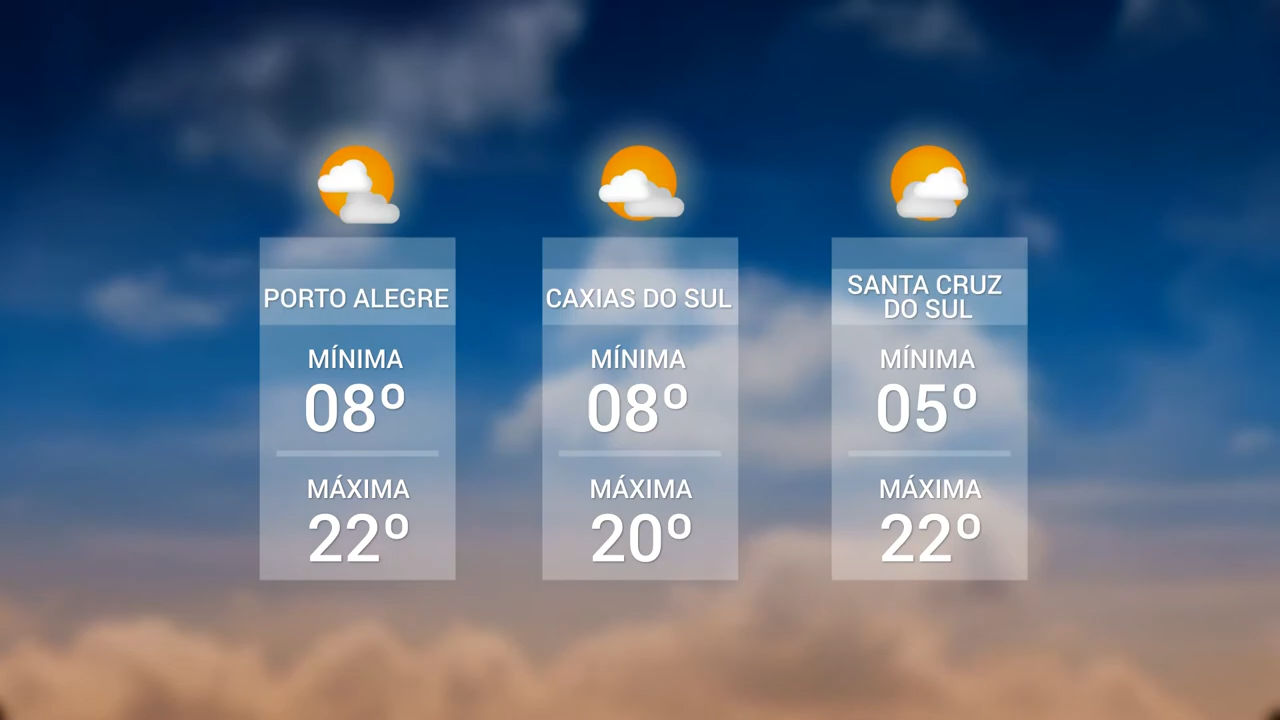 PORTO ALEGRE
MÍNIMA
08º
MÁXIMA
22º
CAXIAS DO SUL
MÍNIMA
08º
MÁXIMA
20º
SANTA CRUZ
DO SUL
MÍNIMA
05º
MÁXIMA
22º